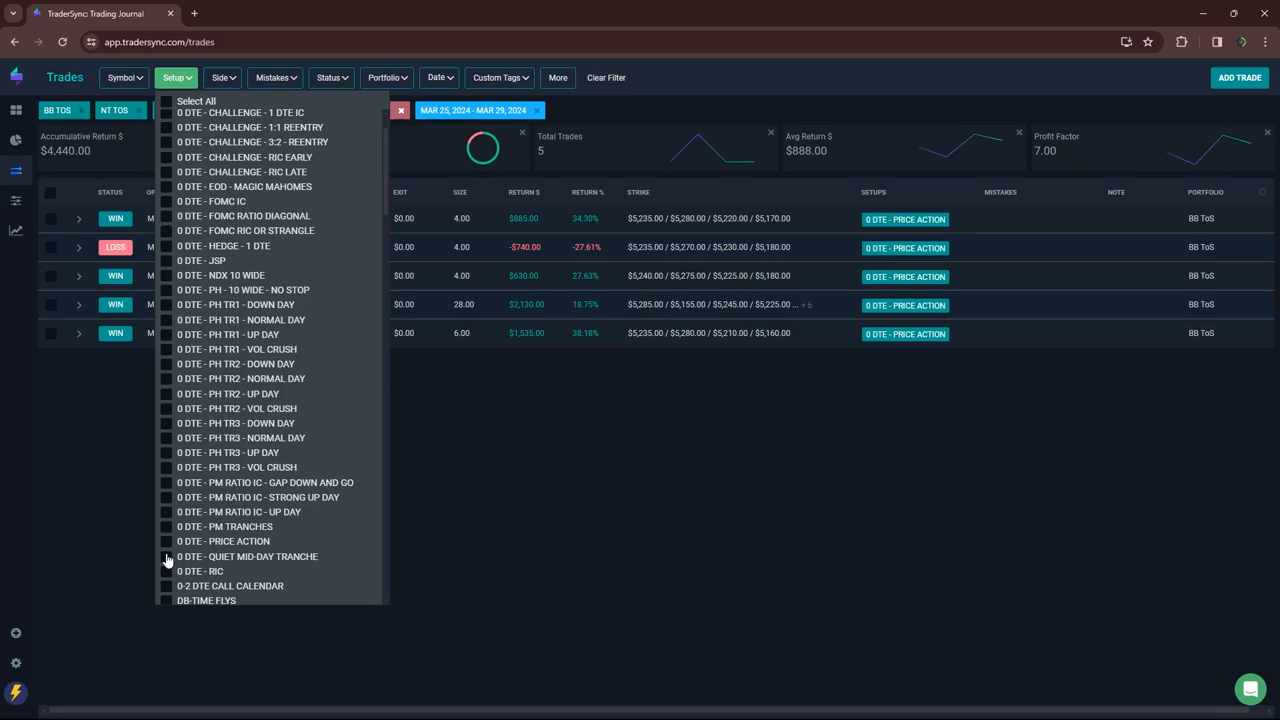 TraderSync: Trading Journal
app.tradersync.com/trades
Trades
Symbol
Setup
Side
Mistakes
Status
Portfolio
Date
Custom Tags
More
Clear Filter
ADD TRADE
BB TOS
NT TOS
MAR 25, 2024 - MAR 29, 2024
Accumulative Return $
$4,440.00
Total Trades
5
Avg Return $
$888.00
Profit Factor
7.00
Select All
0 DTE - CHALLENGE - 1 DTE IC
0 DTE - CHALLENGE - 1:1 REENTRY
0 DTE - CHALLENGE - 3:2 - REENTRY
0 DTE - CHALLENGE - RIC EARLY
0 DTE - CHALLENGE - RIC LATE
0 DTE - EOD - MAGIC MAHOMES
0 DTE - FOMC IC
0 DTE - FOMC RATIO DIAGONAL
0 DTE - FOMC RIC OR STRANGLE
0 DTE - HEDGE - 1 DTE
0 DTE - JSP
0 DTE - NDX 10 WIDE
0 DTE - PH - 10 WIDE - NO STOP
0 DTE - PH TR1 - DOWN DAY
0 DTE - PH TR1 - NORMAL DAY
0 DTE - PH TR1 - UP DAY
0 DTE - PH TR1 - VOL CRUSH
0 DTE - PH TR2 - DOWN DAY
0 DTE - PH TR2 - NORMAL DAY
0 DTE - PH TR2 - UP DAY
0 DTE - PH TR2 - VOL CRUSH
0 DTE - PH TR3 - DOWN DAY
0 DTE - PH TR3 - NORMAL DAY
0 DTE - PH TR3 - UP DAY
0 DTE - PH TR3 - VOL CRUSH
0 DTE - PM RATIO IC - GAP DOWN AND GO
0 DTE - PM RATIO IC - STRONG UP DAY
0 DTE - PM RATIO IC - UP DAY
0 DTE - PM TRANCHES
0 DTE - PRICE ACTION
0 DTE - QUIET MID-DAY TRANCHE
0 DTE - RIC
0-2 DTE CALL CALENDAR
DB-TIME FLYS
STATUS EXIT SIZE RETURN $ RETURN % STRIKE SETUPS MISTAKES NOTE PORTFOLIO
WIN $0.00 4.00 $885.00 34.30% $5,235.00 / $5,280.00 / $5,220.00 / $5,170.00 0 DTE - PRICE ACTION BB ToS
LOSS $0.00 4.00 -$740.00 -27.61% $5,235.00 / $5,270.00 / $5,230.00 / $5,180.00 0 DTE - PRICE ACTION BB ToS
WIN $0.00 4.00 $630.00 27.63% $5,240.00 / $5,275.00 / $5,225.00 / $5,180.00 0 DTE - PRICE ACTION BB ToS
WIN $0.00 28.00 $2,130.00 18.75% $5,285.00 / $5,155.00 / $5,245.00 / $5,225.00 ... + 6 0 DTE - PRICE ACTION BB ToS
WIN $0.00 6.00 $1,535.00 38.18% $5,235.00 / $5,280.00 / $5,210.00 / $5,160.00 0 DTE - PRICE ACTION BB ToS